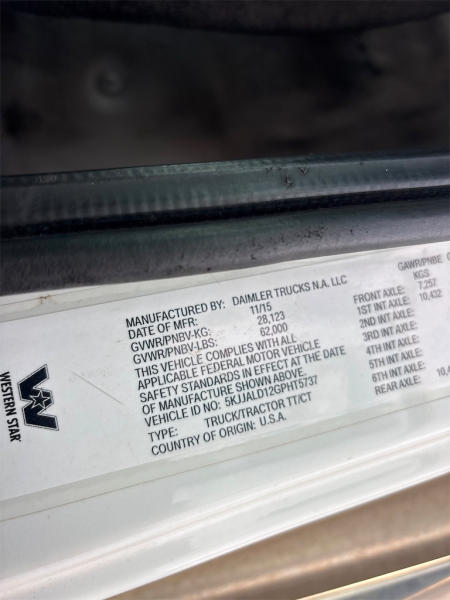 MANUFACTURED BY: DAIMLER TRUCKS N.A. LLC
DATE OF MFR: 11/15
GVWR/PNBV-KG: 28,123
GVWR/PNBV-LBS: 62,000
THIS VEHICLE COMPLIES WITH ALL
APPLICABLE FEDERAL MOTOR VEHICLE
SAFETY STANDARDS IN EFFECT AT THE DATE
OF MANUFACTURE SHOWN ABOVE.
VEHICLE ID NO: 5KJJALD12GPHT5737
TYPE: TRUCK/TRACTOR TT/CT
COUNTRY OF ORIGIN: U.S.A.
GAWR/PNBE G
KGS
FRONT AXLE: 7,257
1ST INT AXLE: 10,432
2ND INT AXLE:
3RD INT AXLE:
4TH INT AXLE:
5TH INT AXLE:
6TH INT AXLE:
REAR AXLE: 10,4
WESTERN STAR